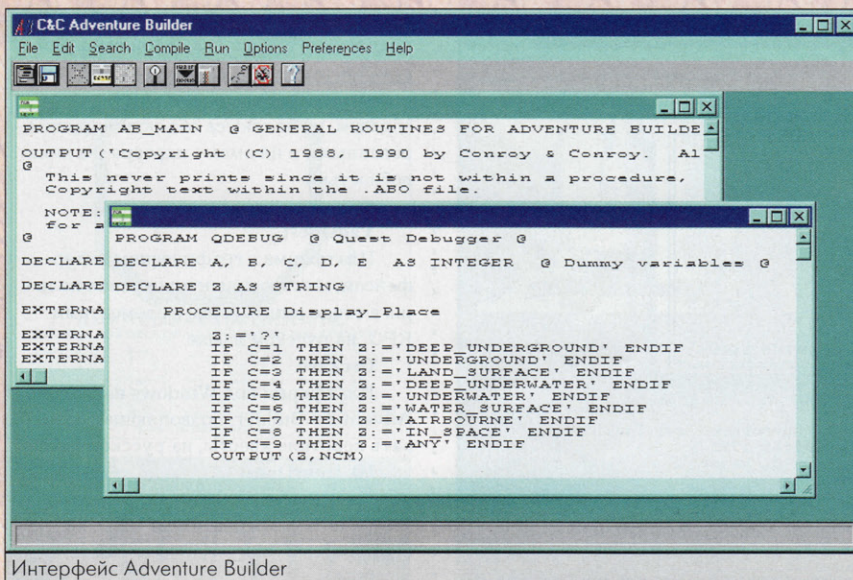 C&C Adventure Builder
File Edit Search Compile Run Options Preferences Help
PROGRAM AB_MAIN @ GENERAL ROUTINES FOR ADVENTURE BUILDE
OUTPUT('Copyright (C) 1988, 1990 by Conroy & Conroy. Al
@
This never prints since it is not within a procedure,
Copyright text within the .ABO file.
NOTE:
for a
@
DECLARE
DECLARE
EXTERNA
EXTERNA
EXTERNA
PROGRAM QDEBUG @ Quest Debugger @
DECLARE A, B, C, D, E AS INTEGER @ Dummy variables @
DECLARE Z AS STRING
PROCEDURE Display_Place
Z:='?'
IF C=1 THEN Z:='DEEP_UNDERGROUND' ENDIF
IF C=2 THEN Z:='UNDERGROUND' ENDIF
IF C=3 THEN Z:='LAND_SURFACE' ENDIF
IF C=4 THEN Z:='DEEP_UNDERWATER' ENDIF
IF C=5 THEN Z:='UNDERWATER' ENDIF
IF C=6 THEN Z:='WATER_SURFACE' ENDIF
IF C=7 THEN Z:='AIRBOURNE' ENDIF
IF C=8 THEN Z:='IN_SPACE' ENDIF
IF C=9 THEN Z:='ANY' ENDIF
OUTPUT(Z,NCM)
Интерфейс Adventure Builder